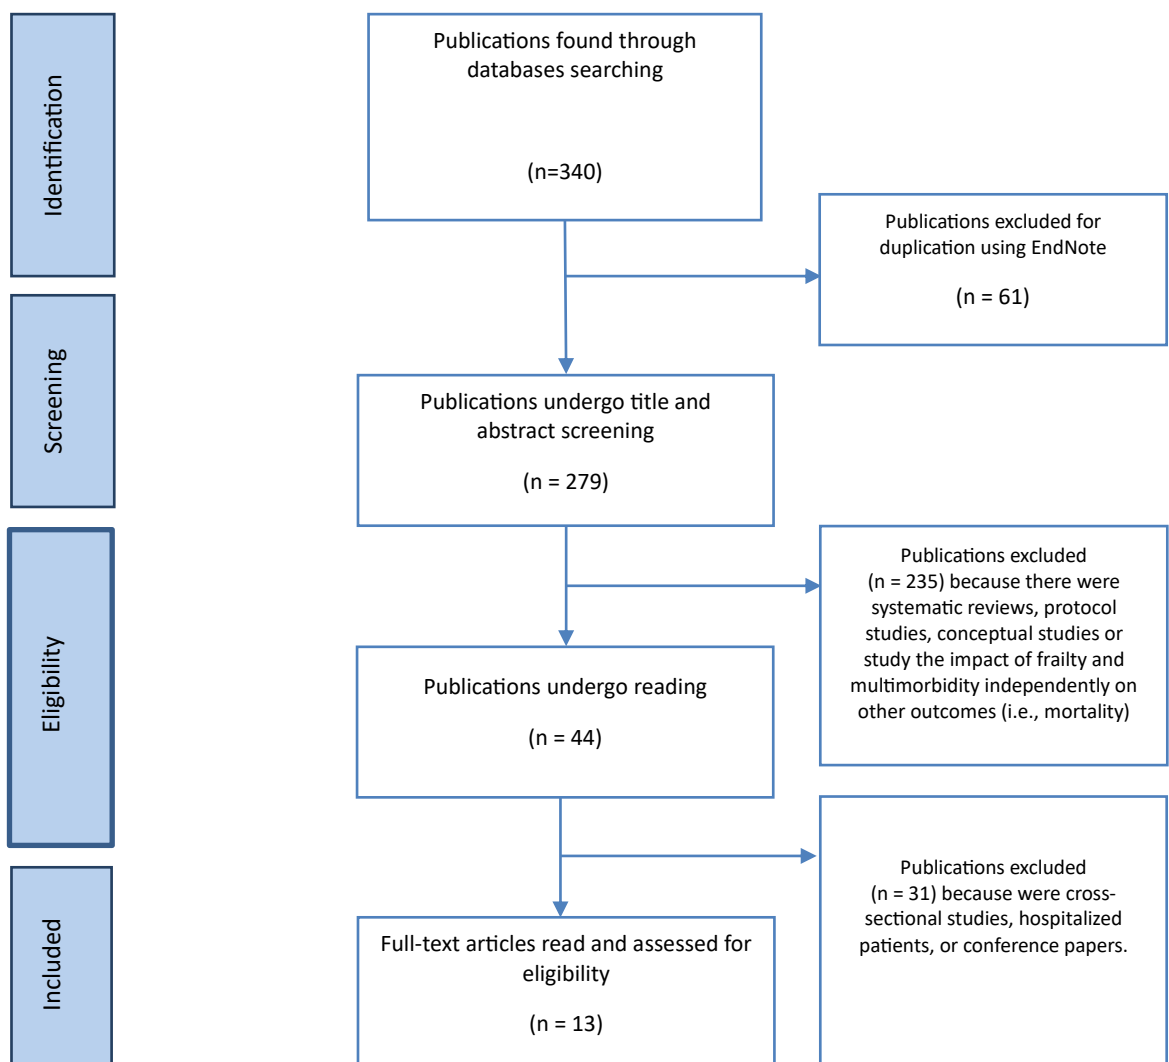 Identification
Publications found through
databases searching
(n=340)
Publications excluded for
duplication using EndNote
(n = 61)
Screening
Publications undergo title and
abstract screening
(n = 279)
Eligibility
Publications excluded
(n = 235) because there were
systematic reviews, protocol
studies, conceptual studies or
study the impact of frailty and
multimorbidity independently on
other outcomes (i.e., mortality)
Publications undergo reading
(n = 44)
Publications excluded
(n = 31) because were cross-
sectional studies, hospitalized
patients, or conference papers.
Included
Full-text articles read and assessed for
eligibility
(n = 13)